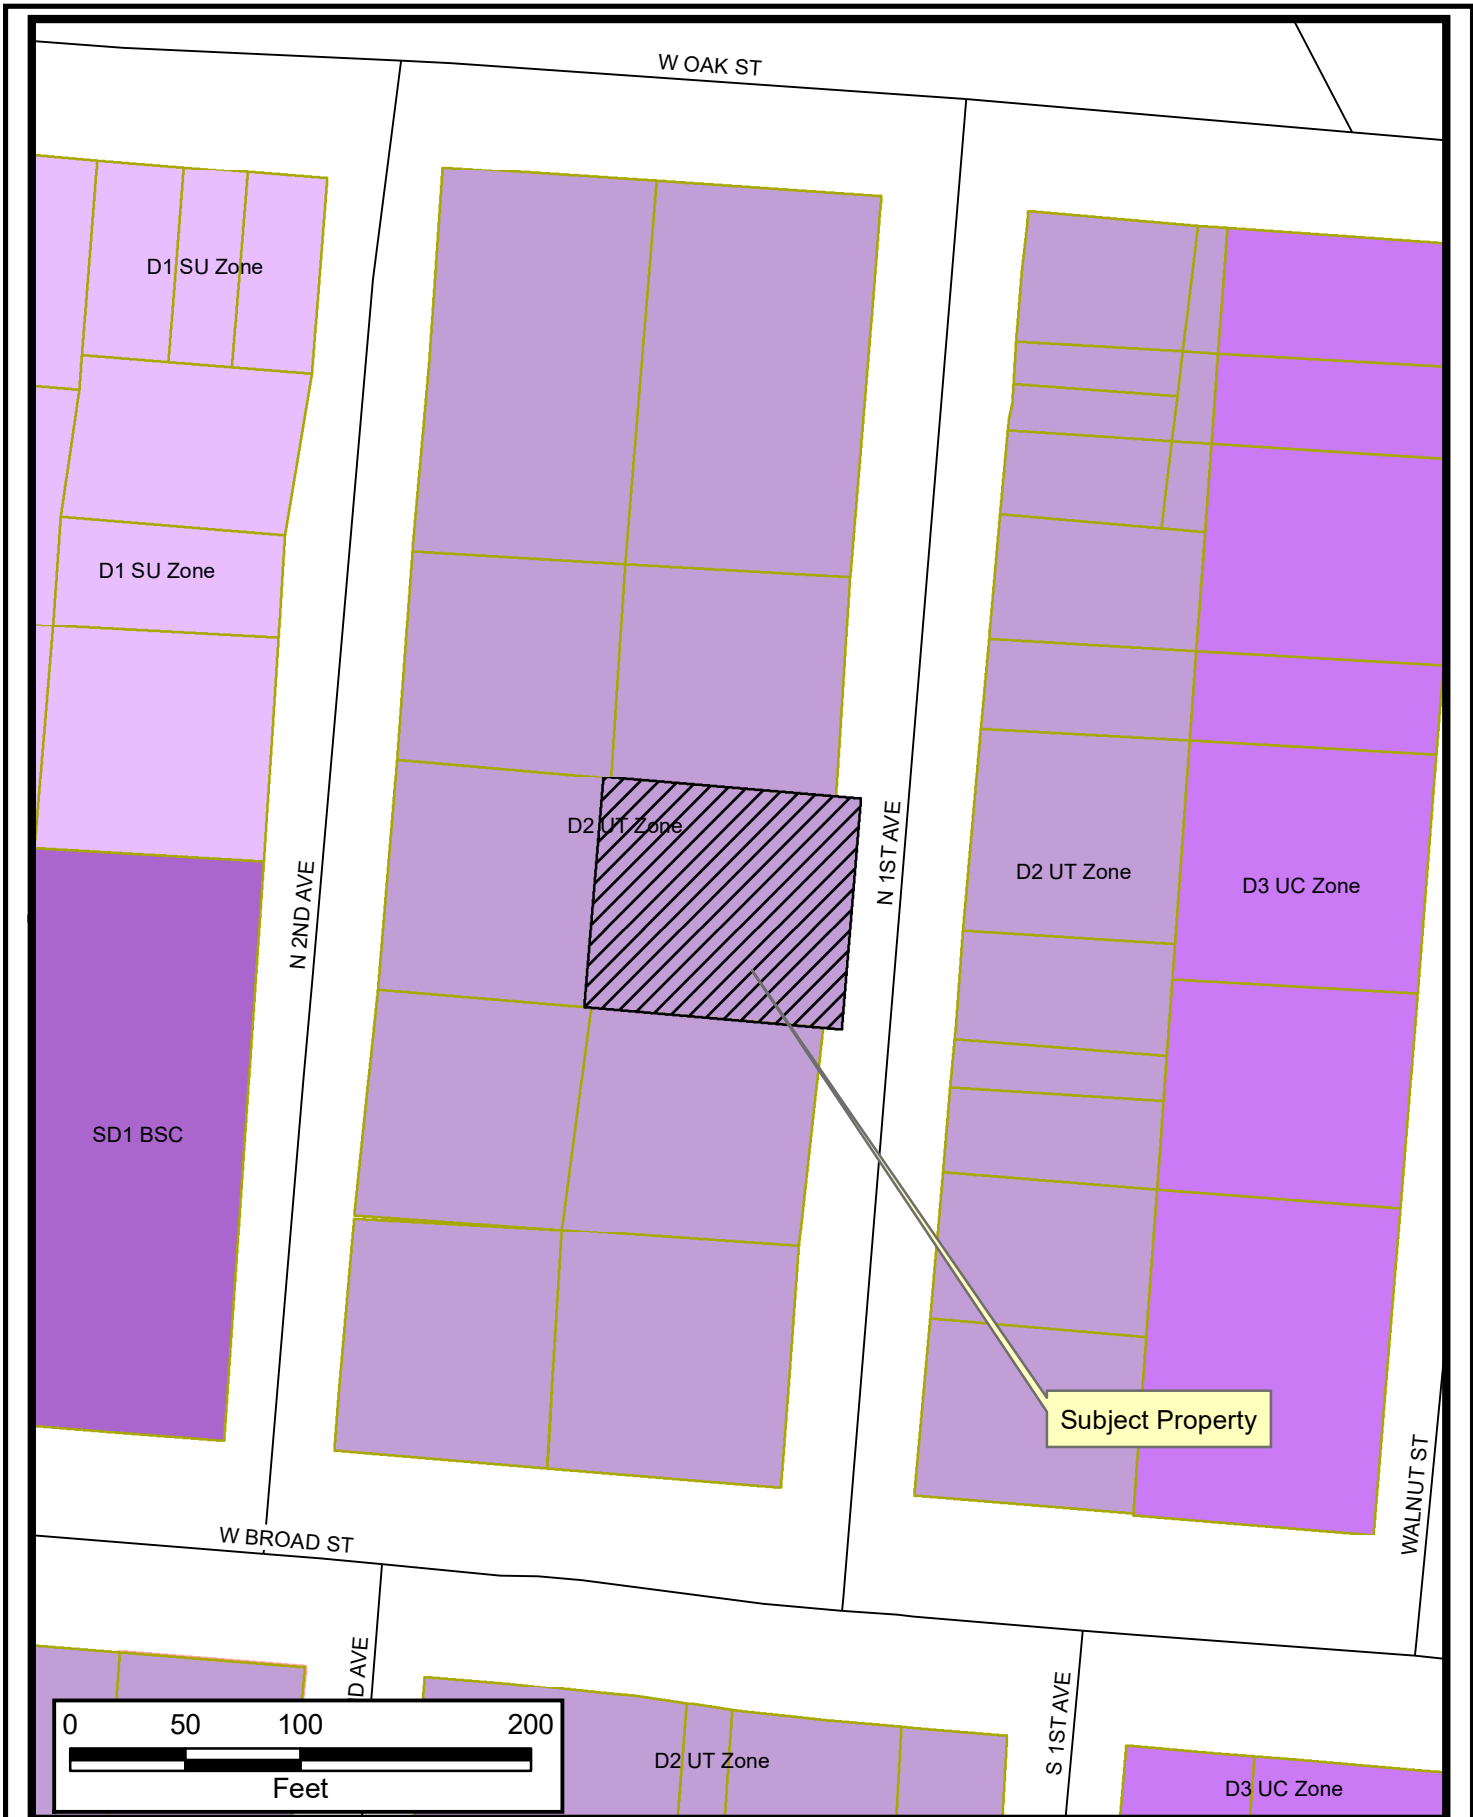 W OAK ST
D1 SU Zone
D1 SU Zone
D2 UT Zone
N 1ST AVE
D2 UT Zone
D3 UC Zone
N 2ND AVE
SD1 BSC
Subject Property
WALNUT ST
W BROAD ST
D AVE
S 1ST AVE
0 50 100 200
Feet
D2 UT Zone
D3 UC Zone